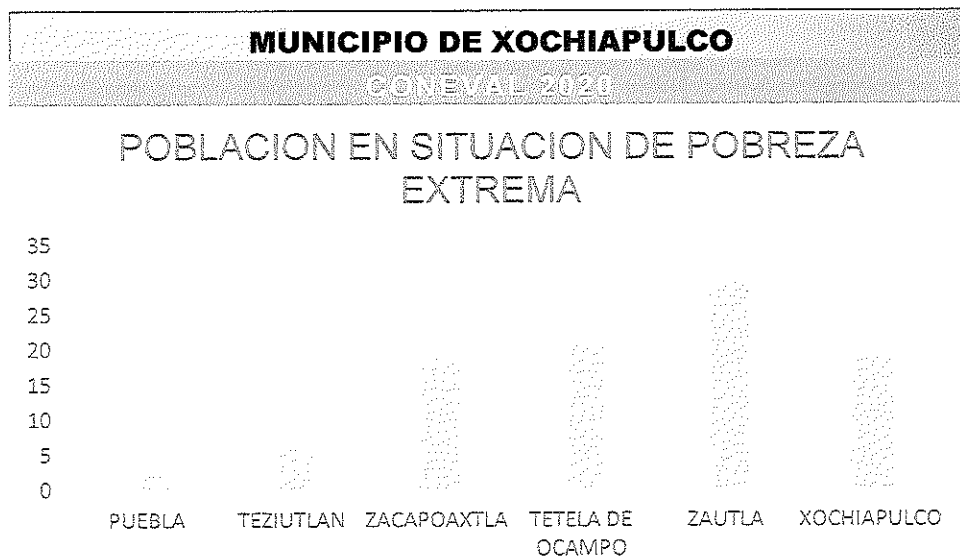 MUNICIPIO DE XOCHIAPULCO
CONEVAL 2020
POBLACION EN SITUACION DE POBREZA
EXTREMA
35
30
25
20
15
10
5
0
PUEBLA TEZIUTLAN ZACAPOAXTLA TETELA DE OCAMPO ZAUTLA XOCHIAPULCO